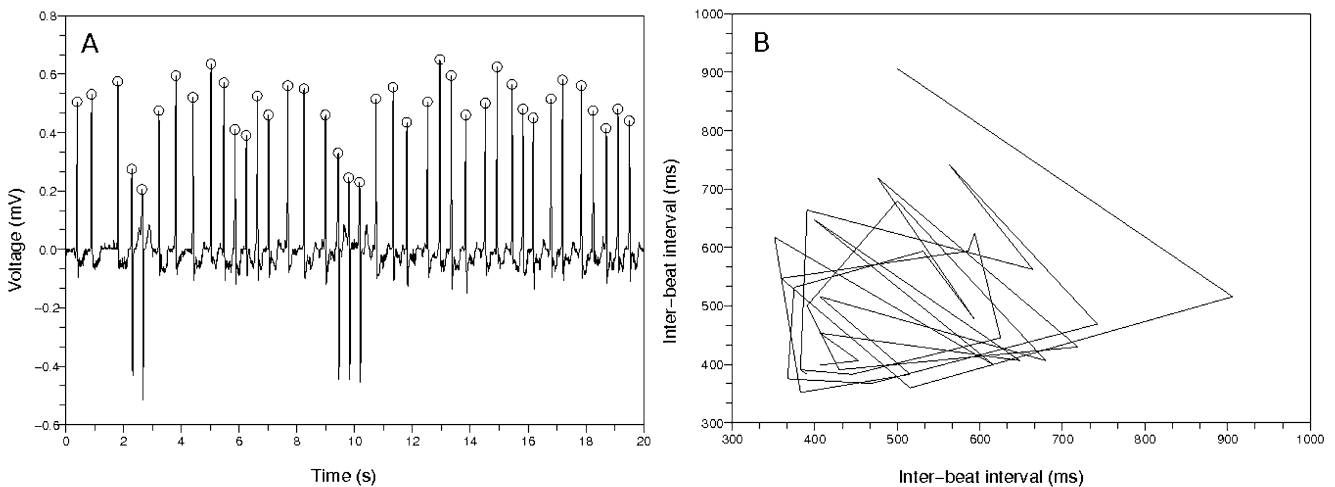 A
Voltage (mV)
0.8
0.6
0.4
0.2
0.0
−0.2
−0.4
−0.6
0 2 4 6 8 10 12 14 16 18 20
Time (s)
B
Inter−beat interval (ms)
1000
900
800
700
600
500
400
300
300 400 500 600 700 800 900 1000
Inter−beat interval (ms)